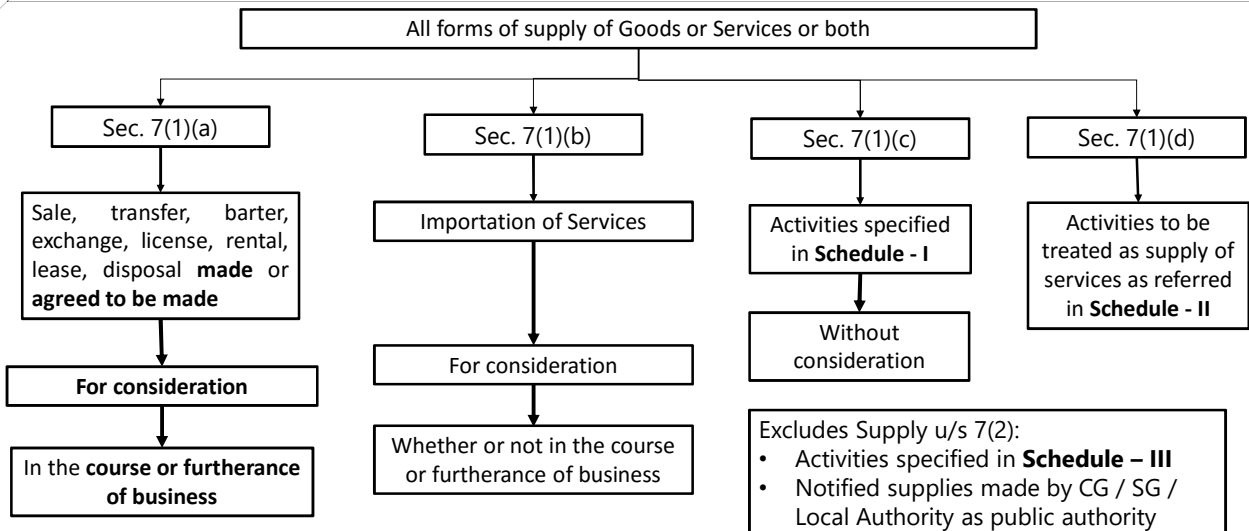 All forms of supply of Goods or Services or both
Sec. 7(1)(a)
Sale, transfer, barter,
exchange, license, rental,
lease, disposal made or
agreed to be made
For consideration
In the course or furtherance
of business
Sec. 7(1)(b)
Importation of Services
For consideration
Whether or not in the course
or furtherance of business
Sec. 7(1)(c)
Activities specified
in Schedule - I
Without
consideration
Sec. 7(1)(d)
Activities to be
treated as supply of
services as referred
in Schedule - II
Excludes Supply u/s 7(2):
• Activities specified in Schedule – III
• Notified supplies made by CG / SG /
Local Authority as public authority